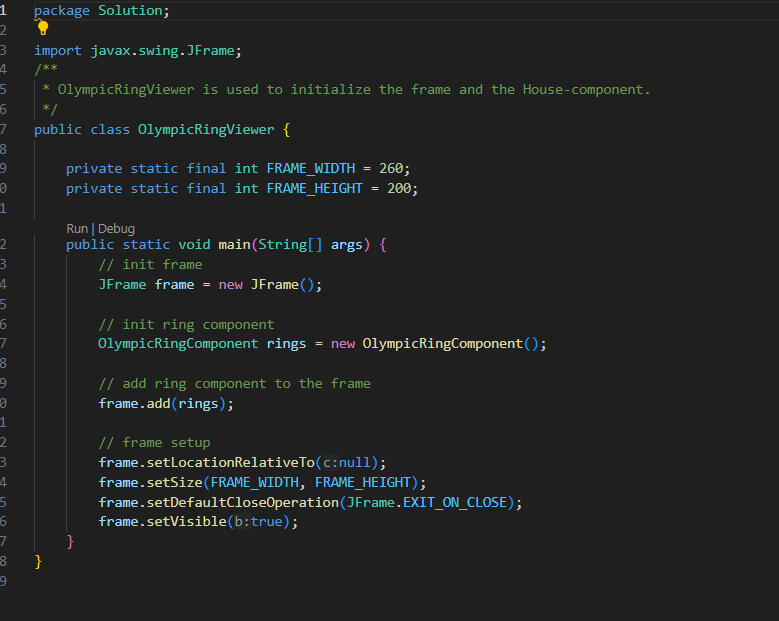 1 package Solution;
2
3 import javax.swing.JFrame;
4 /**
5  * OlympicRingViewer is used to initialize the frame and the House-component.
6  */
7 public class OlympicRingViewer {
8
9     private static final int FRAME_WIDTH = 260;
0     private static final int FRAME_HEIGHT = 200;
1
Run | Debug
2     public static void main(String[] args) {
3         // init frame
4         JFrame frame = new JFrame();
5
6         // init ring component
7         OlympicRingComponent rings = new OlympicRingComponent();
8
9         // add ring component to the frame
0         frame.add(rings);
1
2         // frame setup
3         frame.setLocationRelativeTo(c:null);
4         frame.setSize(FRAME_WIDTH, FRAME_HEIGHT);
5         frame.setDefaultCloseOperation(JFrame.EXIT_ON_CLOSE);
6         frame.setVisible(b:true);
7     }
8 }
9